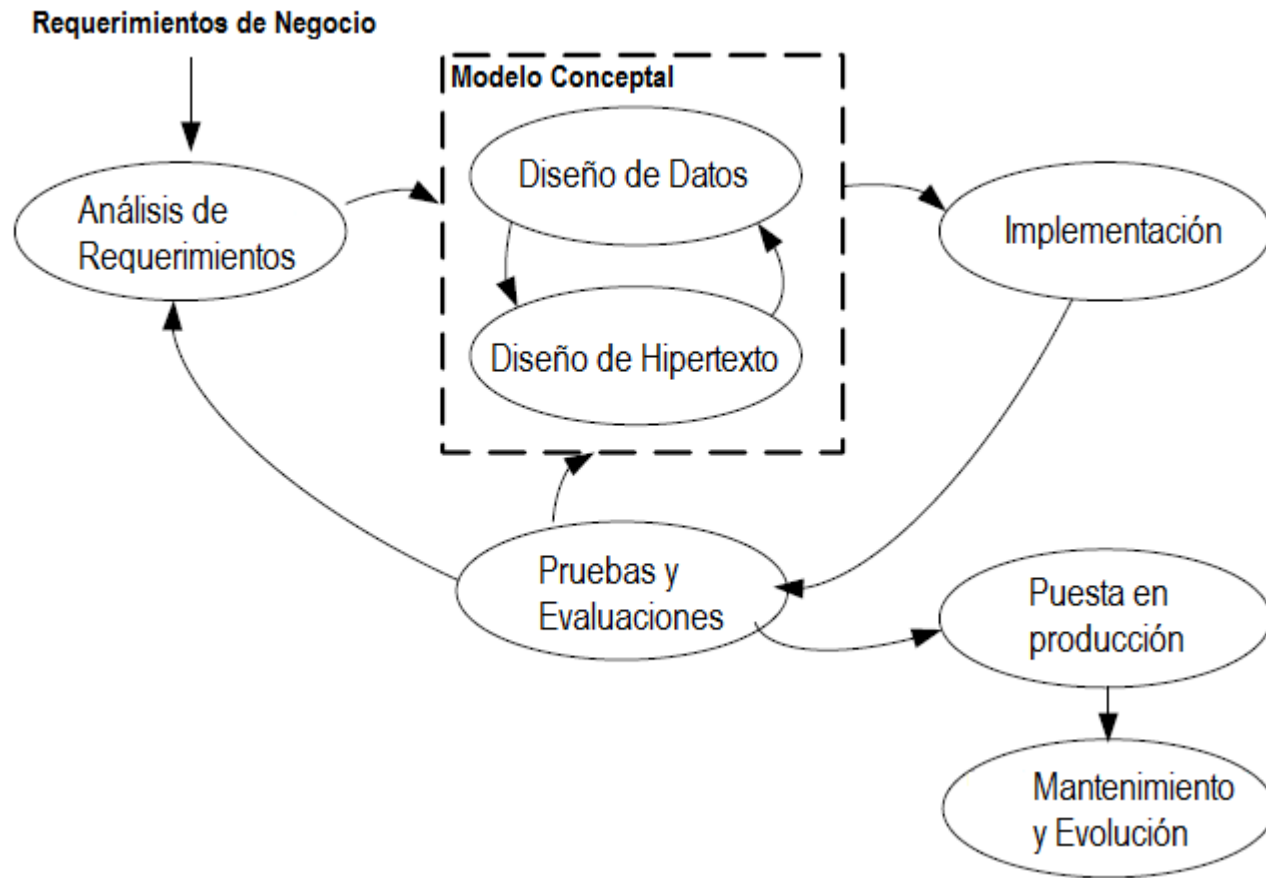 Requerimientos de Negocio
Modelo Conceptal
Diseño de Datos
Análisis de
Requerimientos
Implementación
Diseño de Hipertexto
Pruebas y
Evaluaciones
Puesta en
producción
Mantenimiento
y Evolución